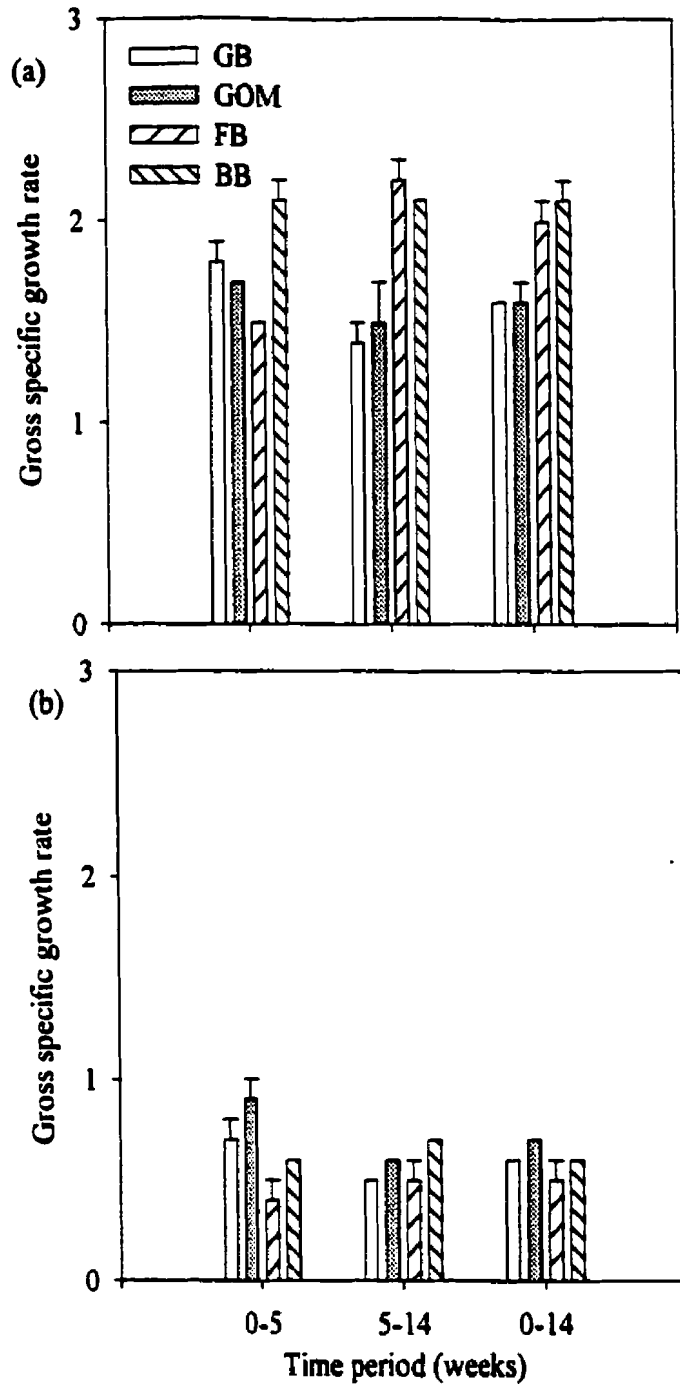 (a)
3
2
1
0
Gross specific growth rate
GB
GOM
FB
BB
(b)
3
2
1
0
Gross specific growth rate
0-5 5-14 0-14
Time period (weeks)